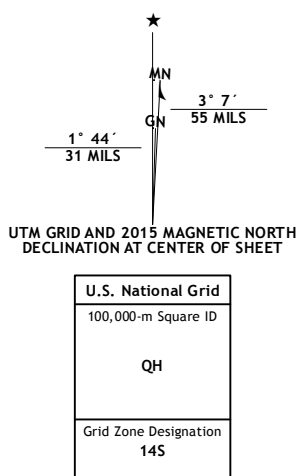 ★
MN
GN
3° 7´
55 MILS
1° 44´
31 MILS
UTM GRID AND 2015 MAGNETIC NORTH
DECLINATION AT CENTER OF SHEET
U.S. National Grid
100,000-m Square ID
QH
Grid Zone Designation
14S